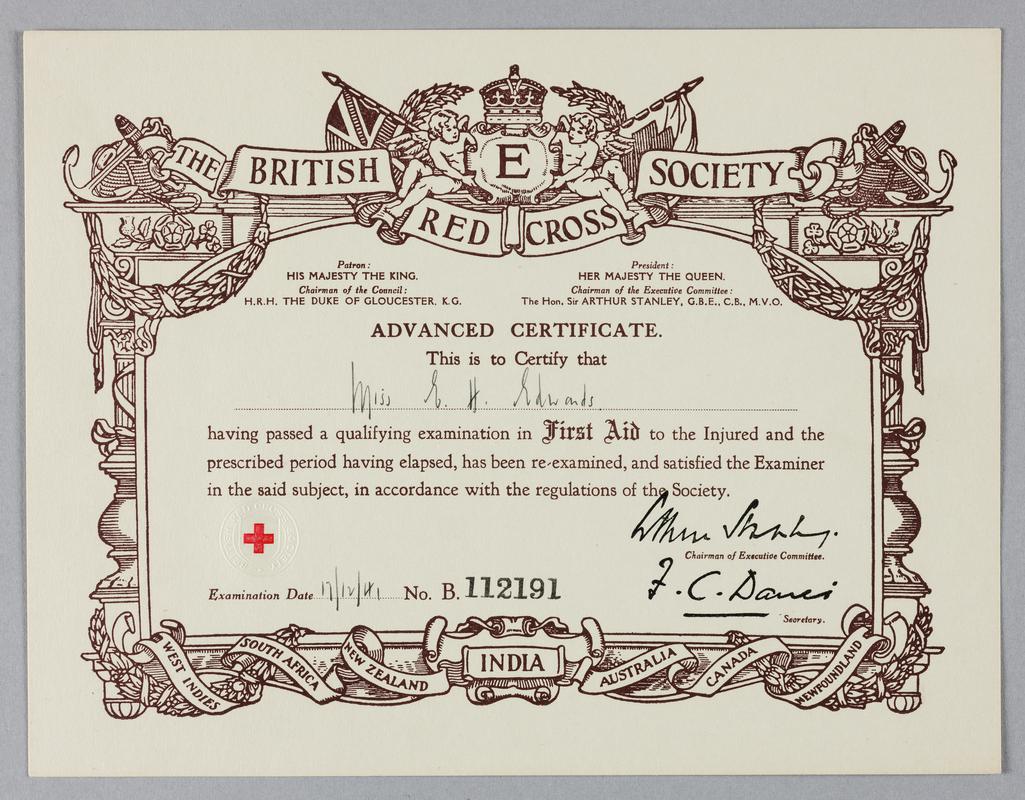 THE BRITISH RED CROSS SOCIETY
E
Patron:
HIS MAJESTY THE KING.
Chairman of the Council:
H.R.H. THE DUKE OF GLOUCESTER, K.G.
President:
HER MAJESTY THE QUEEN.
Chairman of the Executive Committee:
The Hon. Sir ARTHUR STANLEY, G.B.E., C.B., M.V.O.
ADVANCED CERTIFICATE.
This is to Certify that
Miss E. H. Edwards.
having passed a qualifying examination in First Aid to the Injured and the
prescribed period having elapsed, has been re-examined, and satisfied the Examiner
in the said subject, in accordance with the regulations of the Society.
Arthur Stanley.
Chairman of Executive Committee.
F. C. Davies
Secretary.
Examination Date 17/12/41 No. B. 112191
WEST INDIES SOUTH AFRICA NEW ZEALAND INDIA AUSTRALIA CANADA NEWFOUNDLAND